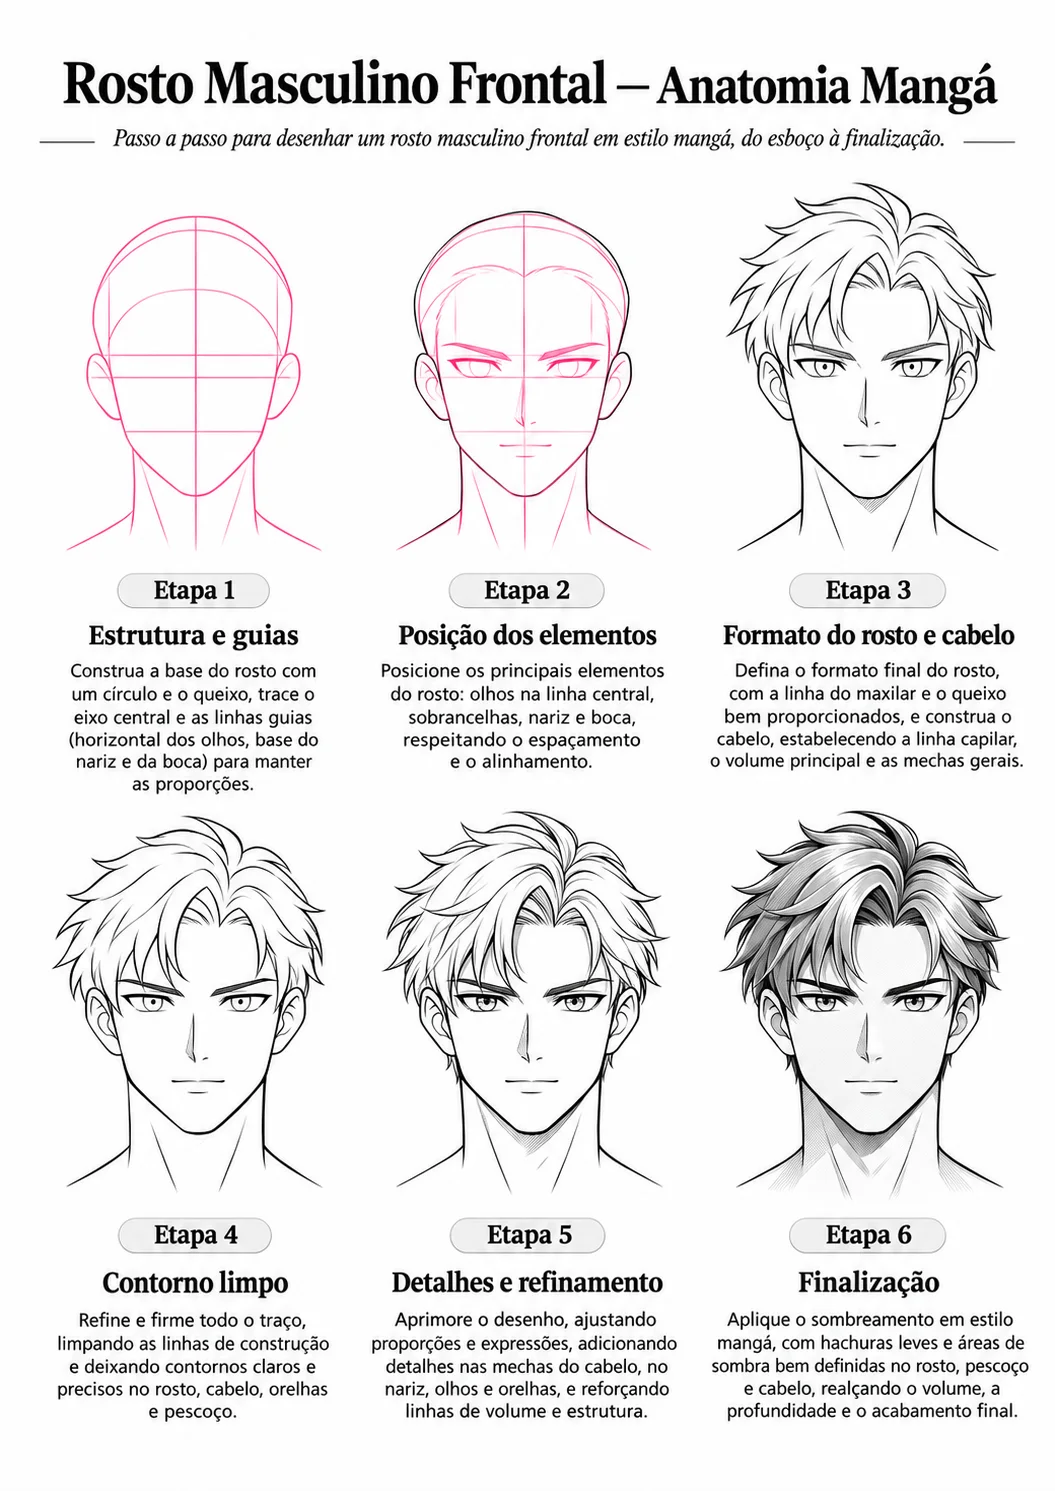 Rosto Masculino Frontal – Anatomia Mangá
Passo a passo para desenhar um rosto masculino frontal em estilo mangá, do esboço à finalização.
Etapa 1
Estrutura e guias
Construa a base do rosto com
um círculo e o queixo, trace o
eixo central e as linhas guias
(horizontal dos olhos, base do
nariz e da boca) para manter
as proporções.
Etapa 2
Posição dos elementos
Posicione os principais elementos
do rosto: olhos na linha central,
sobrancelhas, nariz e boca,
respeitando o espaçamento
e o alinhamento.
Etapa 3
Formato do rosto e cabelo
Defina o formato final do rosto,
com a linha do maxilar e o queixo
bem proporcionados, e construa o
cabelo, estabelecendo a linha capilar,
o volume principal e as mechas gerais.
Etapa 4
Contorno limpo
Refine e firme todo o traço,
limpando as linhas de construção
e deixando contornos claros e
precisos no rosto, cabelo, orelhas
e pescoço.
Etapa 5
Detalhes e refinamento
Aprimore o desenho, ajustando
proporções e expressões, adicionando
detalhes nas mechas do cabelo, no
nariz, olhos e orelhas, e reforçando
linhas de volume e estrutura.
Etapa 6
Finalização
Aplique o sombreamento em estilo
mangá, com hachuras leves e áreas de
sombra bem definidas no rosto, pescoço
e cabelo, realçando o volume, a
profundidade e o acabamento final.